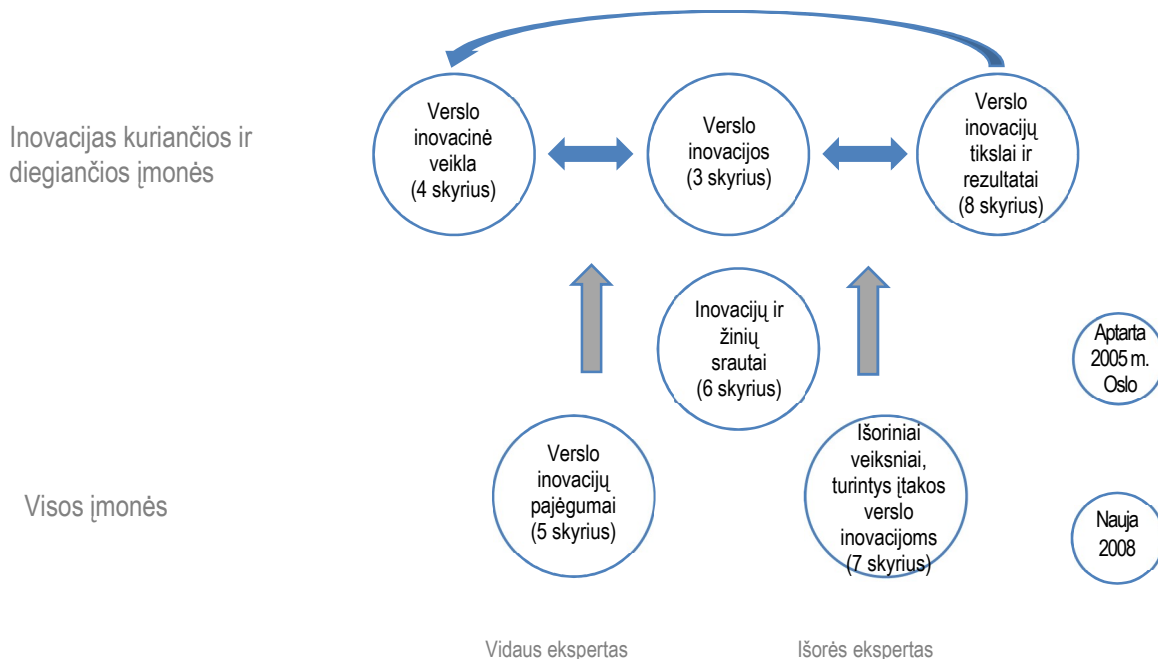 Inovacijas kuriančios ir
diegiančios įmonės
Verslo
inovacinė
veikla
(4 skyrius)
Verslo
inovacijos
(3 skyrius)
Verslo
inovacijų
tikslai ir
rezultatai
(8 skyrius)
Inovacijų ir
žinių
srautai
(6 skyrius)
Aptarta
2005 m.
Oslo
Visos įmonės
Verslo
inovacijų
pajėgumai
(5 skyrius)
Išoriniai
veiksniai,
turintys įtakos
verslo
inovacijoms
(7 skyrius)
Nauja
2008
Vidaus ekspertas
Išorės ekspertas